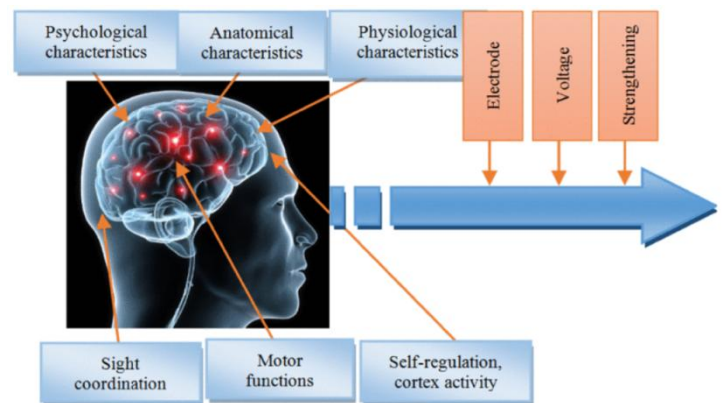 Psychological
characteristics
Anatomical
characteristics
Physiological
characteristics
Electrode
Voltage
Strengthening
Sight
coordination
Motor
functions
Self-regulation,
cortex activity